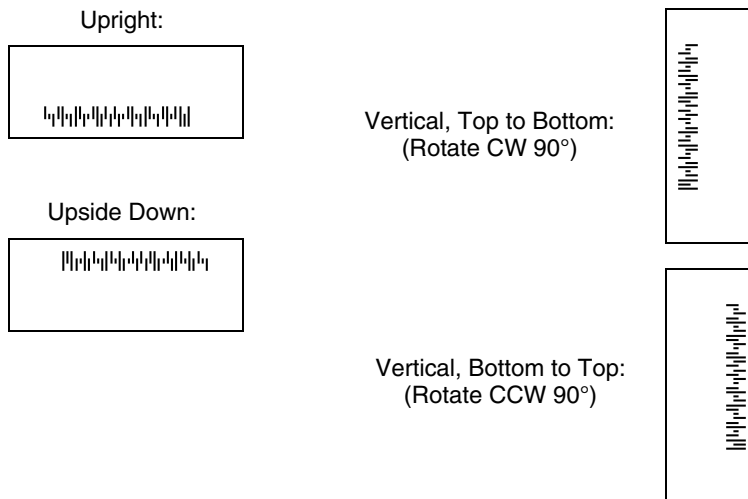 Upright:
Vertical, Top to Bottom:
(Rotate CW 90°)
Upside Down:
Vertical, Bottom to Top:
(Rotate CCW 90°)